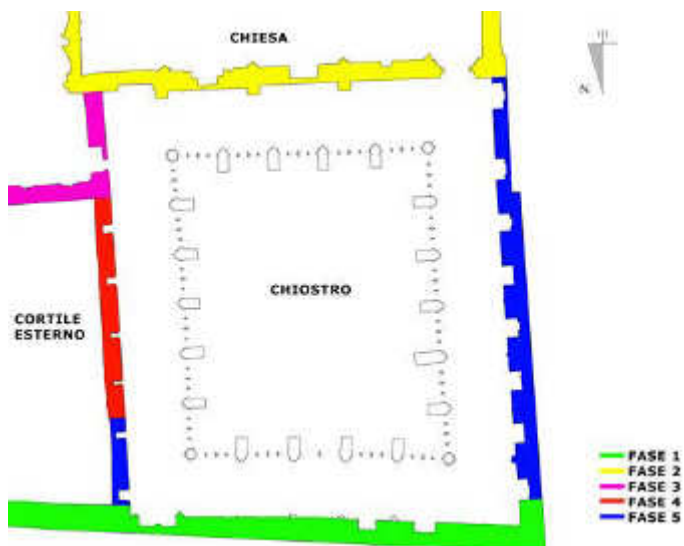 CHIESA
N
CHIOSTRO
CORTILE
ESTERNO
FASE 1
FASE 2
FASE 3
FASE 4
FASE 5